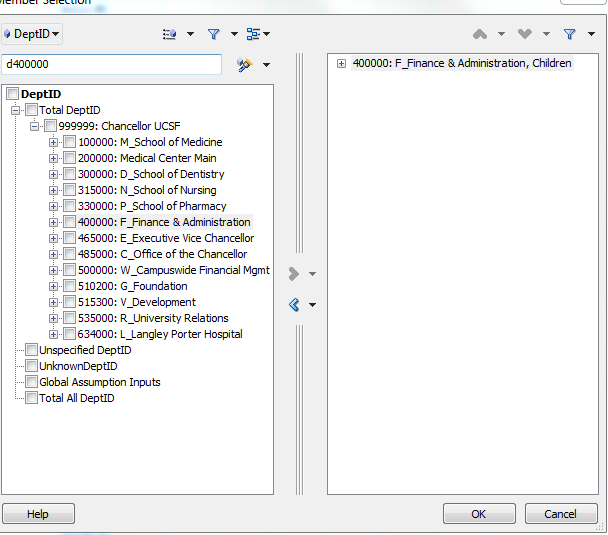 Member Selection
DeptID
d400000
DeptID
Total DeptID
999999: Chancellor UCSF
100000: M_School of Medicine
200000: Medical Center Main
300000: D_School of Dentistry
315000: N_School of Nursing
330000: P_School of Pharmacy
400000: F_Finance & Administration
465000: E_Executive Vice Chancellor
485000: C_Office of the Chancellor
500000: W_Campuswide Financial Mgmt
510200: G_Foundation
515300: V_Development
535000: R_University Relations
634000: L_Langley Porter Hospital
Unspecified DeptID
UnknownDeptID
Global Assumption Inputs
Total All DeptID
400000: F_Finance & Administration, Children
Help
OK
Cancel